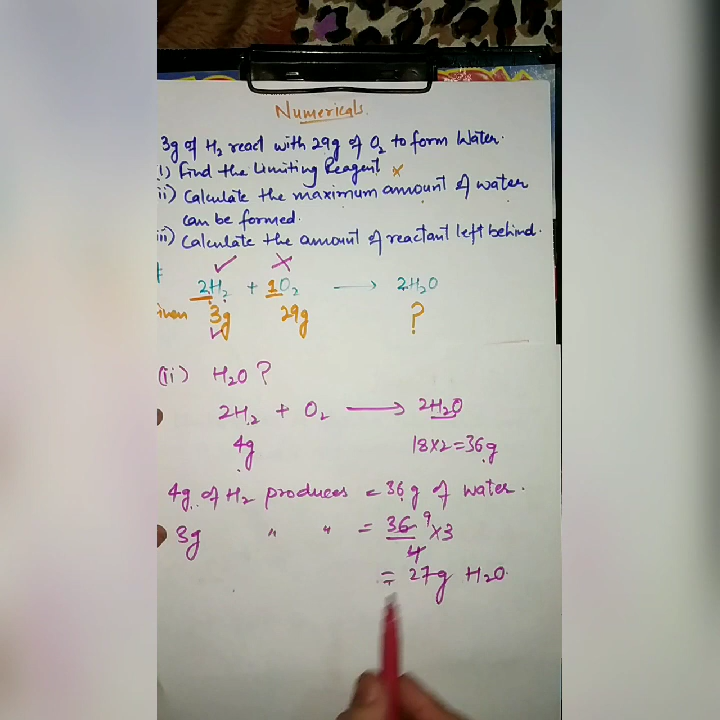 Numericals.
3g of H₂ react with 29g of O₂ to form Water.
(i) Find the Limiting Reagent ×
ii) Calculate the maximum amount of water
can be formed.
iii) Calculate the amount of reactant left behind.
✓ ×
2H₂ + 1O₂ → 2H₂O
given 3g 29g ?
✓
(ii) H₂O ?
2H₂ + O₂ → 2H₂O
4g 18×2=36g
4g of H₂ produces = 36g of water.
3g " " = 36/4 9 ×3
= 27g H₂O.